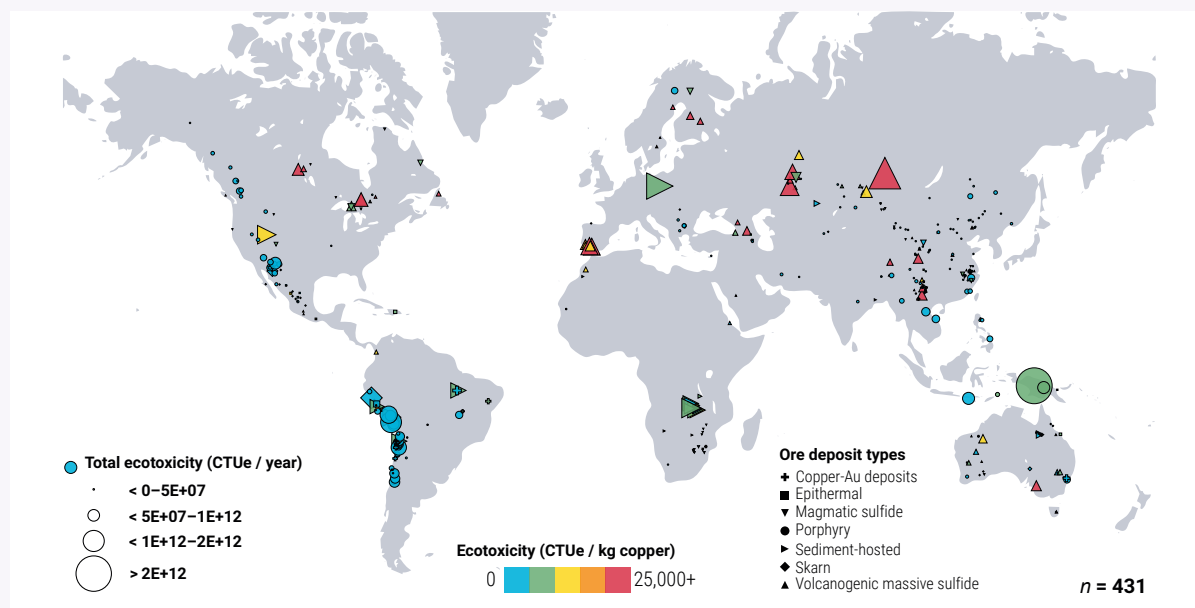 Total ecotoxicity (CTUe / year)
< 0–5E+07
< 5E+07–1E+12
< 1E+12–2E+12
> 2E+12
Ecotoxicity (CTUe / kg copper)
0 25,000+
Ore deposit types
Copper-Au deposits
Epithermal
Magmatic sulfide
Porphyry
Sediment-hosted
Skarn
Volcanogenic massive sulfide
n = 431